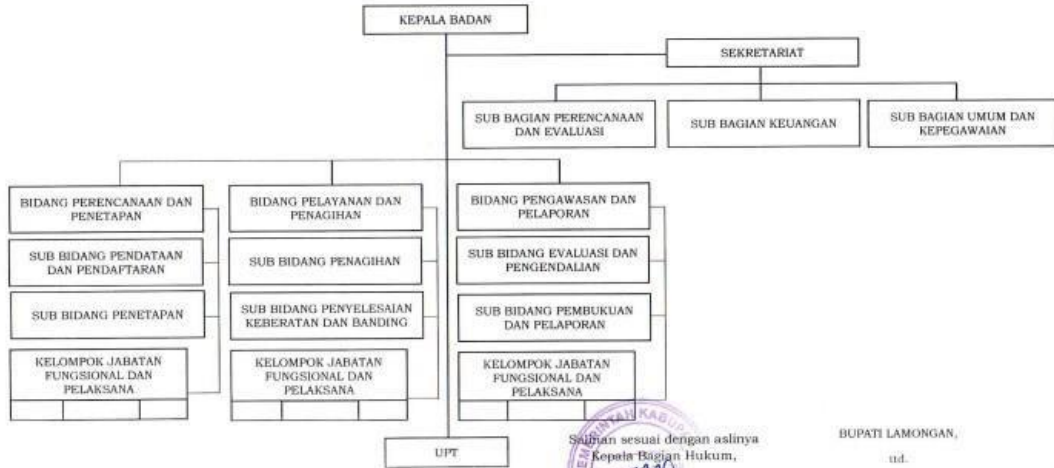 KEPALA BADAN
SEKRETARIAT
SUB BAGIAN PERENCANAAN
DAN EVALUASI
SUB BAGIAN KEUANGAN
SUB BAGIAN UMUM DAN
KEPEGAWAIAN
BIDANG PERENCANAAN DAN
PENETAPAN
SUB BIDANG PENDATAAN
DAN PENDAFTARAN
SUB BIDANG PENETAPAN
KELOMPOK JABATAN
FUNGSIONAL DAN
PELAKSANA
BIDANG PELAYANAN DAN
PENAGIHAN
SUB BIDANG PENAGIHAN
SUB BIDANG PENYELESAIAN
KEBERATAN DAN BANDING
KELOMPOK JABATAN
FUNGSIONAL DAN
PELAKSANA
BIDANG PENGAWASAN DAN
PELAPORAN
SUB BIDANG EVALUASI DAN
PENGENDALIAN
SUB BIDANG PEMBUKUAN
DAN PELAPORAN
KELOMPOK JABATAN
FUNGSIONAL DAN
PELAKSANA
UPT
Salinan sesuai dengan aslinya
Kepala Bagian Hukum,
BUPATI LAMONGAN,
ttd.